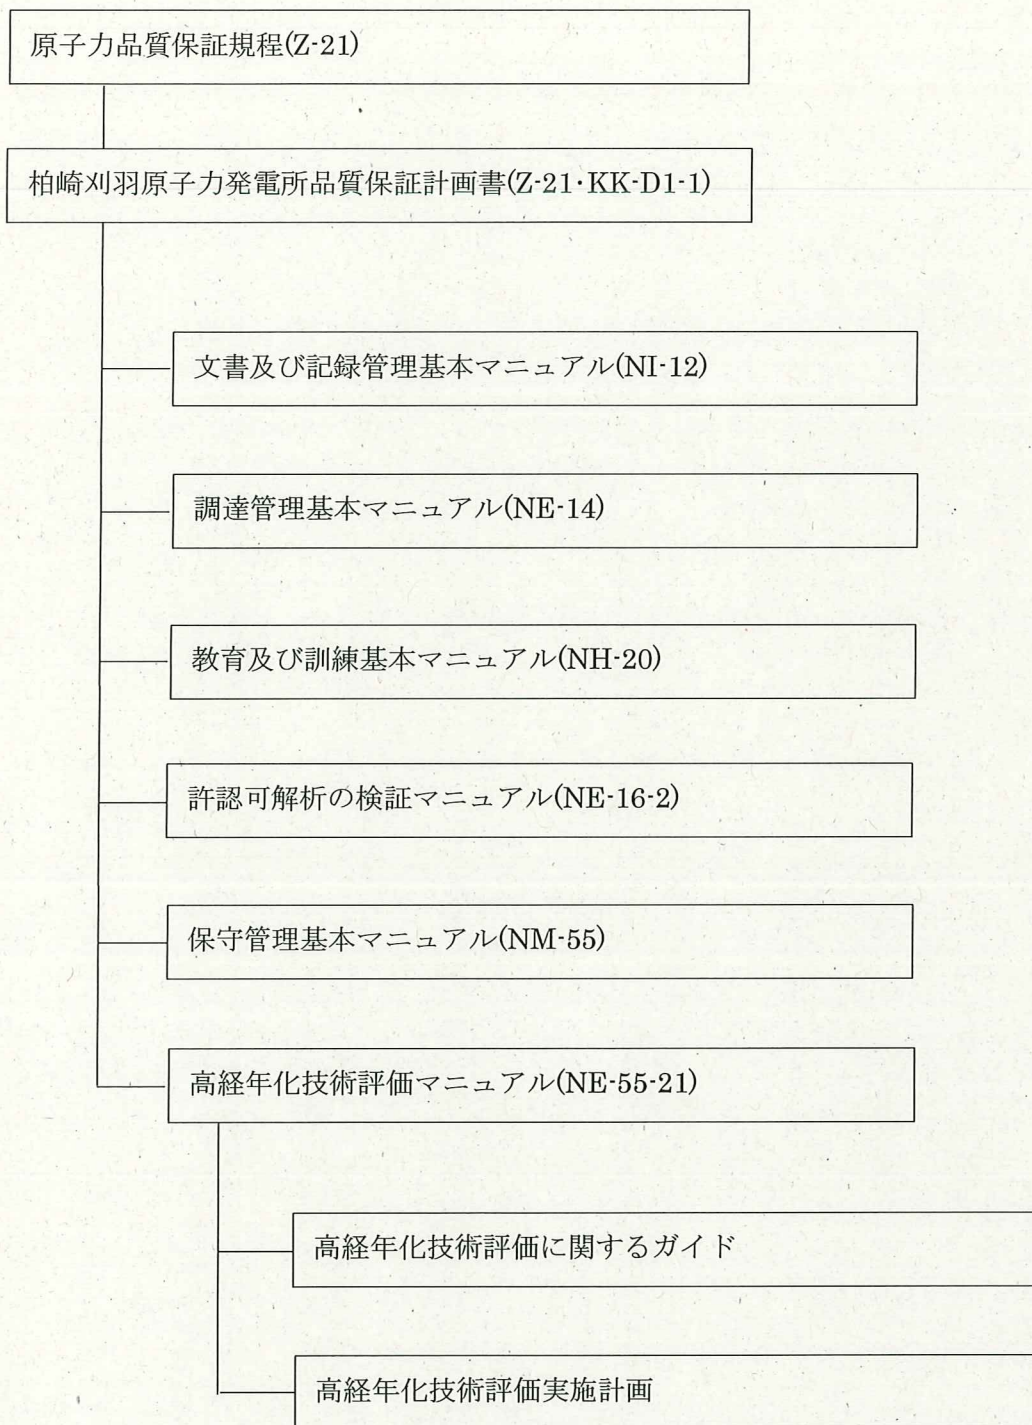 原子力品質保証規程(Z-21)
柏崎刈羽原子力発電所品質保証計画書(Z-21・KK-D1-1)
文書及び記録管理基本マニュアル(NI-12)
調達管理基本マニュアル(NE-14)
教育及び訓練基本マニュアル(NH-20)
許認可解析の検証マニュアル(NE-16-2)
保守管理基本マニュアル(NM-55)
高経年化技術評価マニュアル(NE-55-21)
高経年化技術評価に関するガイド
高経年化技術評価実施計画